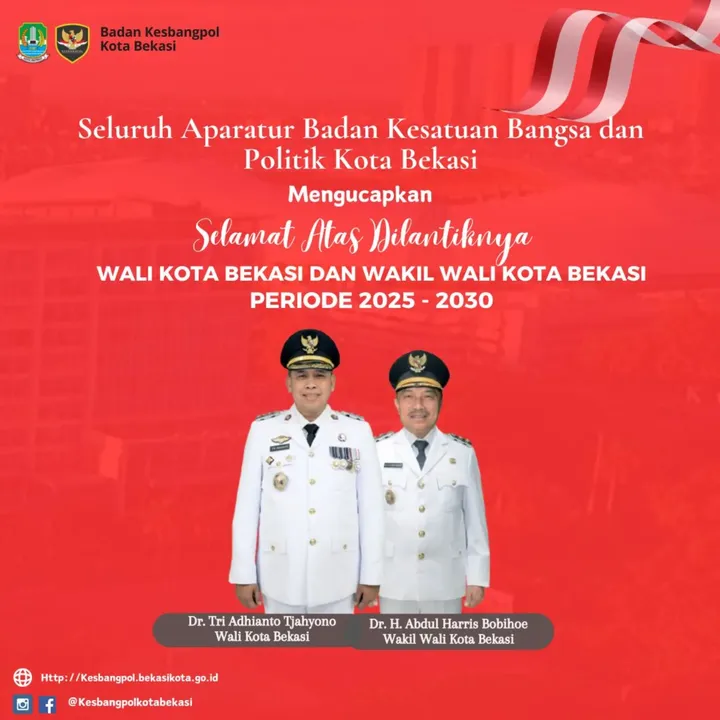 Badan Kesbangpol
Kota Bekasi
Seluruh Aparatur Badan Kesatuan Bangsa dan
Politik Kota Bekasi
Mengucapkan
Selamat Atas Dilantiknya
WALI KOTA BEKASI DAN WAKIL WALI KOTA BEKASI
PERIODE 2025 - 2030
Dr. Tri Adhianto Tjahyono
Wali Kota Bekasi
Dr. H. Abdul Harris Bobihoe
Wakil Wali Kota Bekasi
Http://Kesbangpol.bekasikota.go.id
@Kesbangpolkotabekasi